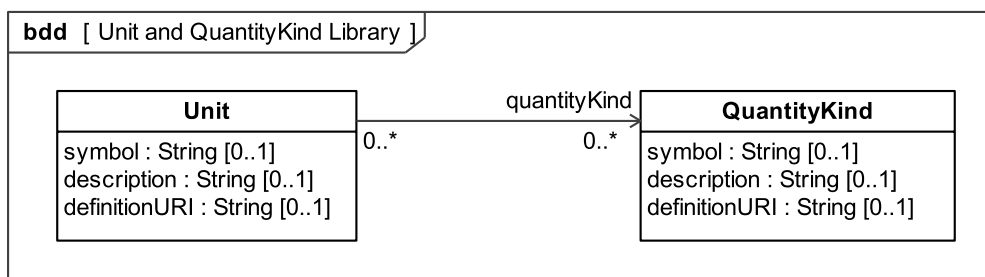 bdd [ Unit and QuantityKind Library ]
Unit
symbol : String [0..1]
description : String [0..1]
definitionURI : String [0..1]
quantityKind
0..*
0..*
QuantityKind
symbol : String [0..1]
description : String [0..1]
definitionURI : String [0..1]